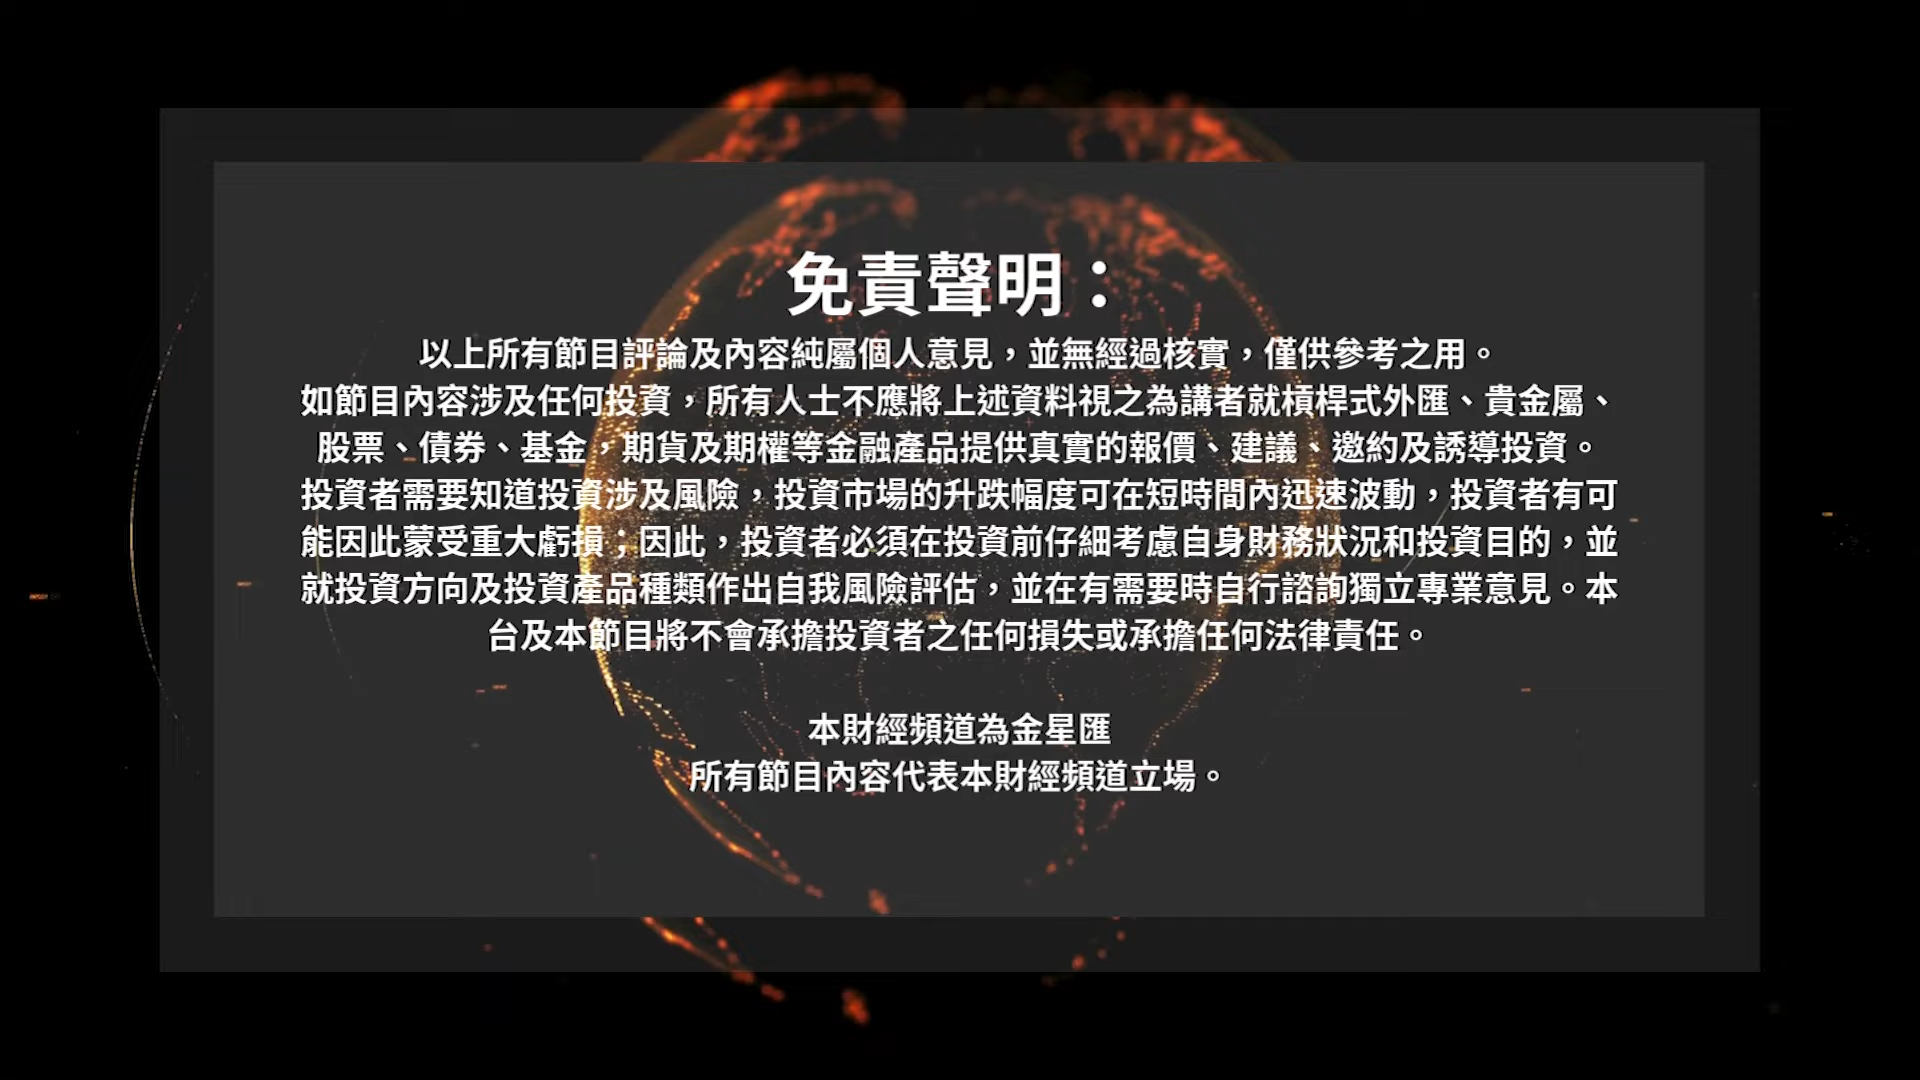 免責聲明：
以上所有節目評論及內容純屬個人意見，並無經過核實，僅供參考之用。
如節目內容涉及任何投資，所有人士不應將上述資料視之為講者就槓桿式外匯、貴金屬、
股票、債券、基金，期貨及期權等金融產品提供真實的報價、建議、邀約及誘導投資。
投資者需要知道投資涉及風險，投資市場的升跌幅度可在短時間內迅速波動，投資者有可
能因此蒙受重大虧損；因此，投資者必須在投資前仔細考慮自身財務狀況和投資目的，並
就投資方向及投資產品種類作出自我風險評估，並在有需要時自行諮詢獨立專業意見。本
台及本節目將不會承擔投資者之任何損失或承擔任何法律責任。
本財經頻道為金星匯
所有節目內容代表本財經頻道立場。